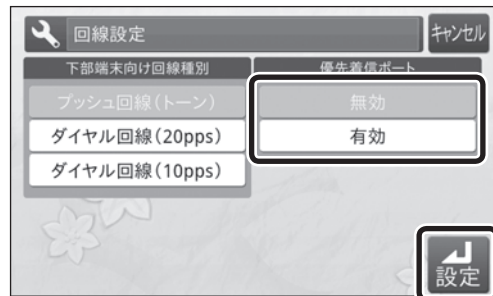 回線設定
キャンセル
下部端末向け回線種別
優先着信ポート
プッシュ回線(トーン)
無効
ダイヤル回線(20pps)
有効
ダイヤル回線(10pps)
設定